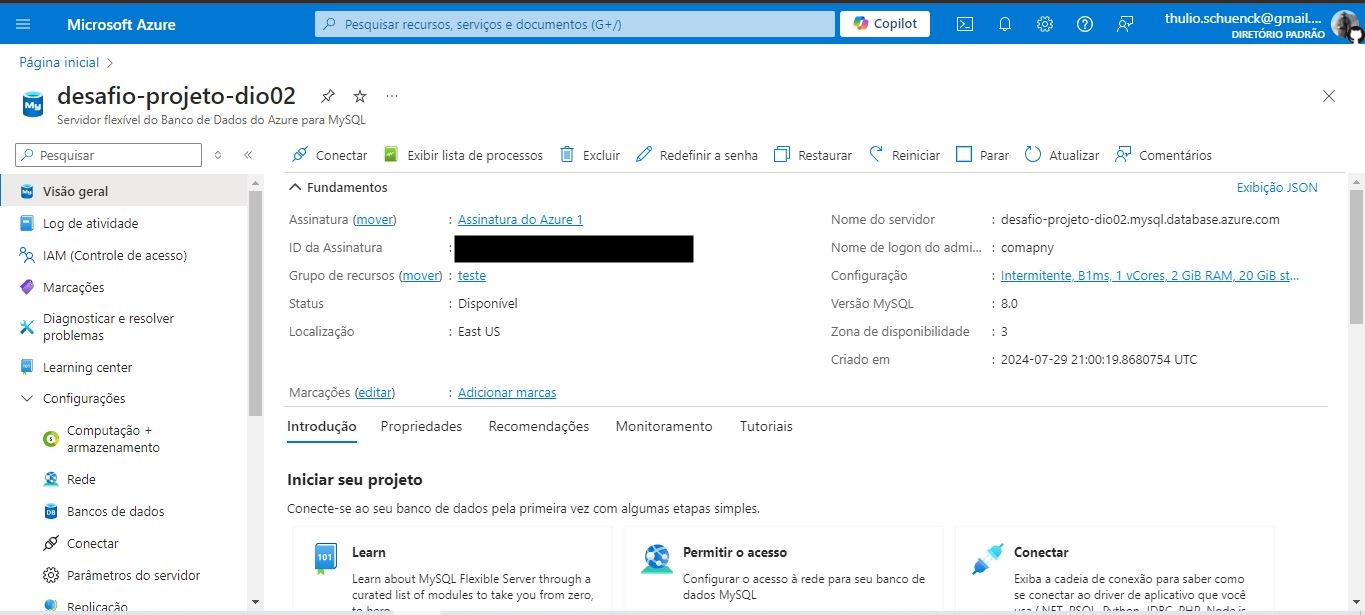 Microsoft Azure
Pesquisar recursos, serviços e documentos (G+/)
Copilot
thulio.schuenck@gmail....
DIRETÓRIO PADRÃO
Página inicial
My
desafio-projeto-dio02
...
Servidor flexível do Banco de Dados do Azure para MySQL
Pesquisar
Conectar
Exibir lista de processos
Excluir
Redefinir a senha
Restaurar
Reiniciar
Parar
Atualizar
Comentários
Visão geral
Log de atividade
IAM (Controle de acesso)
Marcações
Diagnosticar e resolver
problemas
Learning center
Configurações
Computação +
armazenamento
Rede
Bancos de dados
Conectar
Parâmetros do servidor
Replicação
Fundamentos
Exibição JSON
Assinatura (mover) : Assinatura do Azure 1
ID da Assinatura :
Grupo de recursos (mover) : teste
Status : Disponível
Localização : East US
Nome do servidor : desafio-projeto-dio02.mysql.database.azure.com
Nome de logon do admi... : comapny
Configuração : Intermitente, B1ms, 1 vCores, 2 GiB RAM, 20 GiB st...
Versão MySQL : 8.0
Zona de disponibilidade : 3
Criado em : 2024-07-29 21:00:19.8680754 UTC
Marcações (editar) : Adicionar marcas
Introdução
Propriedades
Recomendações
Monitoramento
Tutoriais
Iniciar seu projeto
Conecte-se ao seu banco de dados pela primeira vez com algumas etapas simples.
101
Learn
Learn about MySQL Flexible Server through a
curated list of modules to take you from zero,
to hero
Permitir o acesso
Configurar o acesso à rede para seu banco de
dados MySQL
Conectar
Exiba a cadeia de conexão para saber como
se conectar ao driver de aplicativo que você
usa (.NET, PSQL, Python, JDBC, PHP, Node.js